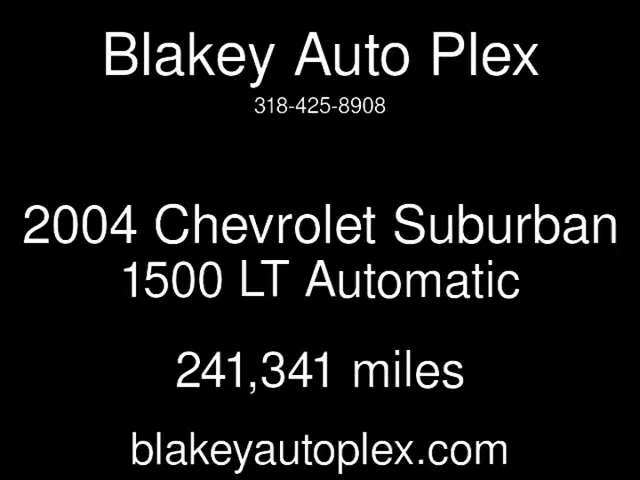 Blakey Auto Plex
318-425-8908
2004 Chevrolet Suburban
1500 LT Automatic
241,341 miles
blakeyautoplex.com